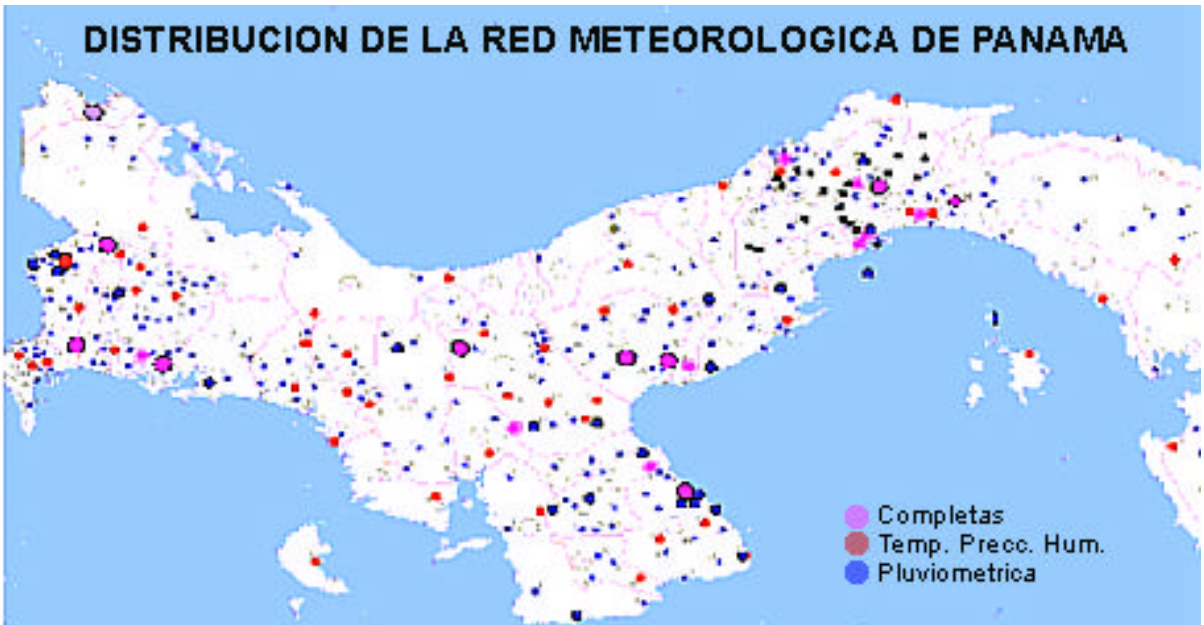 DISTRIBUCION DE LA RED METEOROLOGICA DE PANAMA
Completas
Temp. Precc. Hum.
Pluviometrica